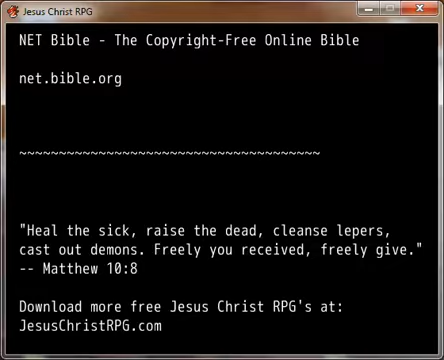 Jesus Christ RPG
NET Bible - The Copyright-Free Online Bible
net.bible.org
~~~~~~~~~~~~~~~~~~~~~~~~~~~~~~~~~~~~~~
"Heal the sick, raise the dead, cleanse lepers,
cast out demons. Freely you received, freely give."
-- Matthew 10:8
Download more free Jesus Christ RPG's at:
JesusChristRPG.com